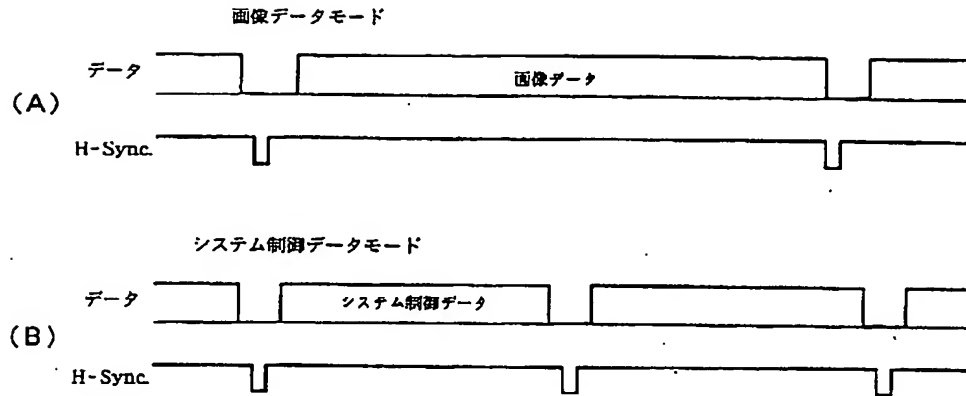 画像データモード
データ
画像データ
(A)
H-Sync.
システム制御データモード
データ
システム制御データ
(B)
H-Sync.